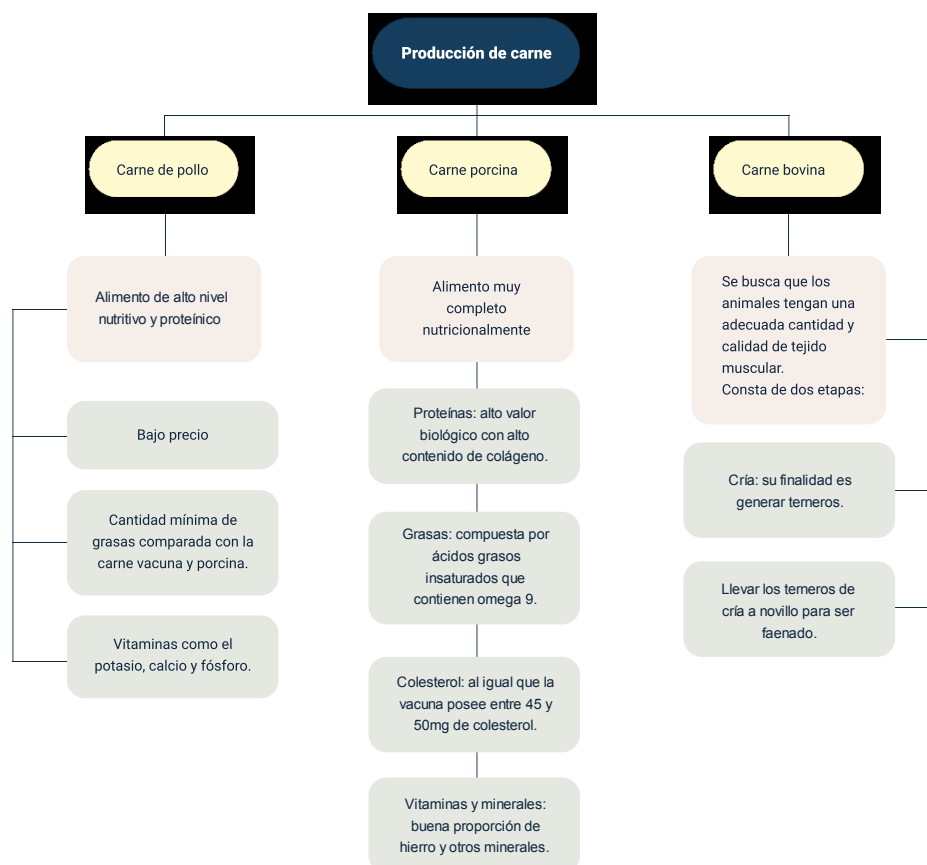 Producción de carne
Carne de pollo
Alimento de alto nivel
nutritivo y proteínico
Bajo precio
Cantidad mínima de
grasas comparada con la
carne vacuna y porcina.
Vitaminas como el
potasio, calcio y fósforo.
Carne porcina
Alimento muy
completo
nutricionalmente
Proteínas: alto valor
biológico con alto
contenido de colágeno.
Grasas: compuesta por
ácidos grasos
insaturados que
contienen omega 9.
Colesterol: al igual que la
vacuna posee entre 45 y
50mg de colesterol.
Vitaminas y minerales:
buena proporción de
hierro y otros minerales.
Carne bovina
Se busca que los
animales tengan una
adecuada cantidad y
calidad de tejido
muscular.
Consta de dos etapas:
Cría: su finalidad es
generar terneros.
Llevar los terneros de
cría a novillo para ser
faenado.